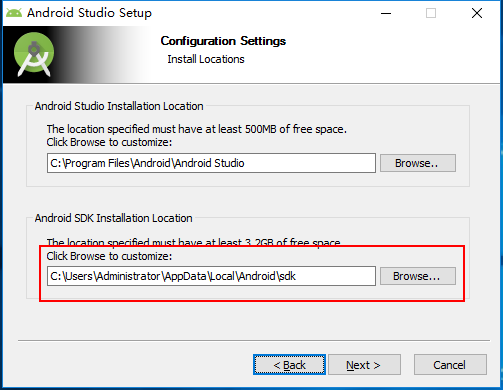 Android Studio Setup
Configuration Settings
Install Locations
Android Studio Installation Location
The location specified must have at least 500MB of free space.
Click Browse to customize:
C:\Program Files\Android\Android Studio
Browse..
Android SDK Installation Location
The location specified must have at least 3.2GB of free space.
Click Browse to customize:
C:\Users\Administrator\AppData\Local\Android\sdk
Browse...
< Back
Next >
Cancel